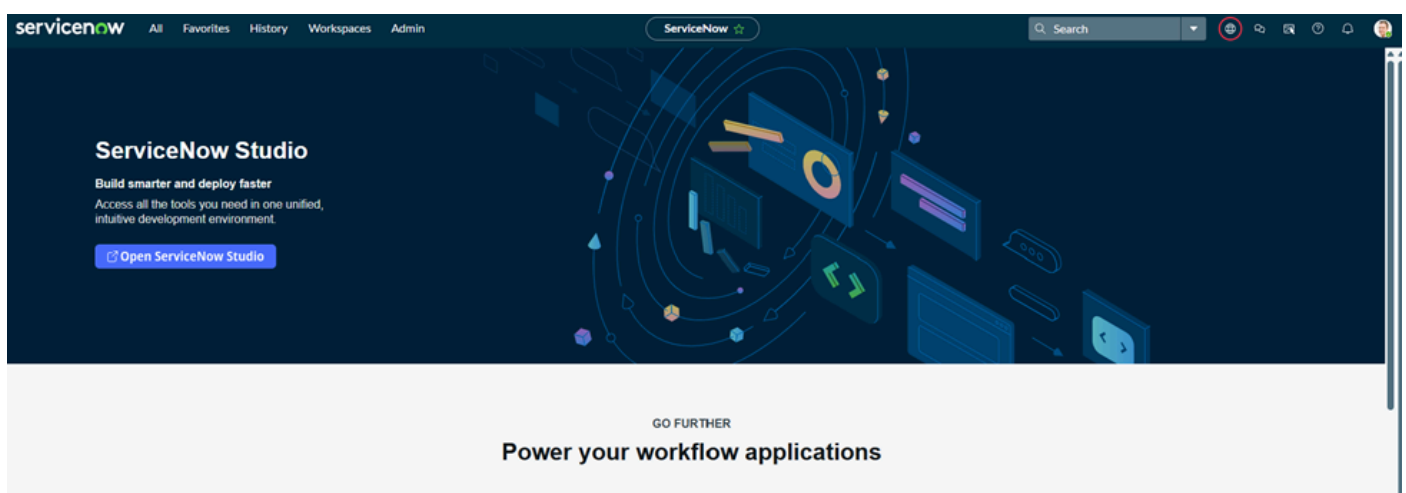 servicenow All Favorites History Workspaces Admin ServiceNow Search
ServiceNow Studio
Build smarter and deploy faster
Access all the tools you need in one unified,
intuitive development environment.
Open ServiceNow Studio
GO FURTHER
Power your workflow applications